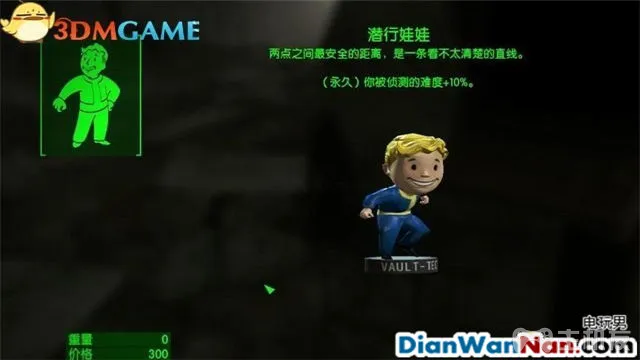 3DMGAME
潜行娃娃
两点之间最安全的距离，是一条看不太清楚的直线。
（永久）你被侦测的难度+10%。
VAULT-TEC
重量 0
价格 300
电玩男
DianWanNan.com